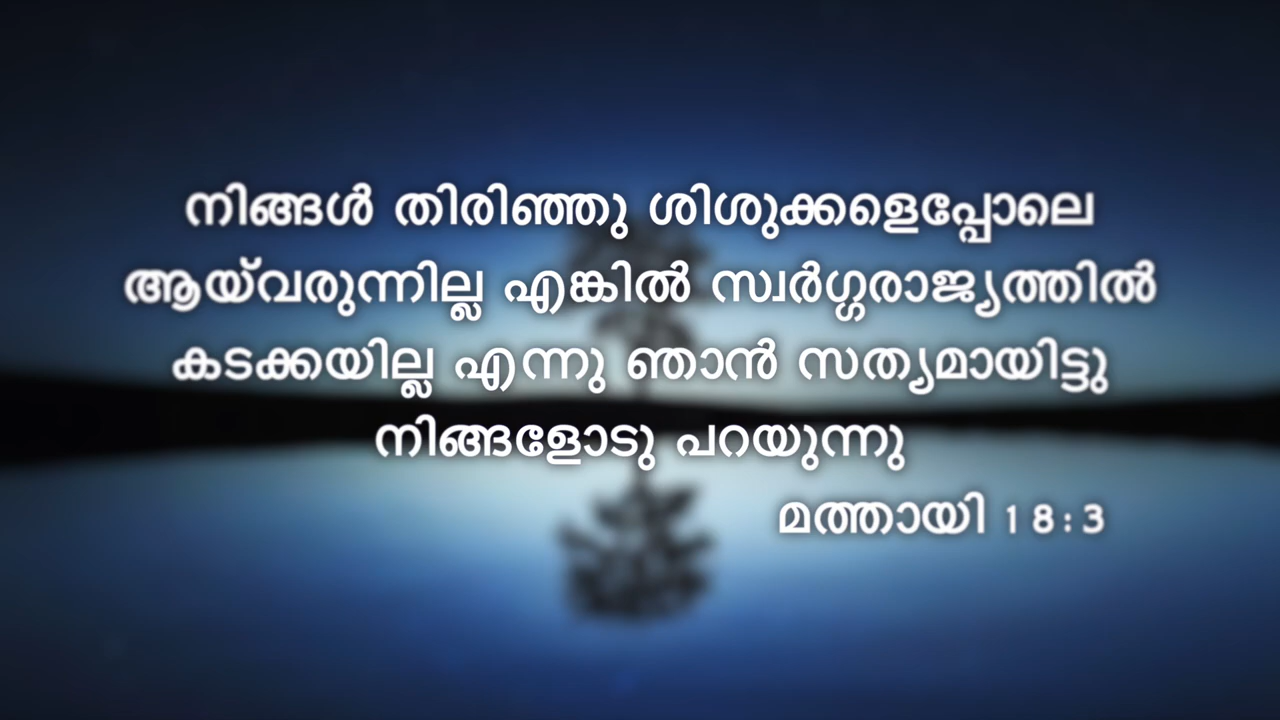 നിങ്ങൾ തിരിഞ്ഞു ശിശുക്കളെപ്പോലെ
ആയ്‌വരുന്നില്ല എങ്കിൽ സ്വർഗ്ഗരാജ്യത്തിൽ
കടക്കയില്ല എന്നു ഞാൻ സത്യമായിട്ടു
നിങ്ങളോടു പറയുന്നു
മത്തായി 18:3